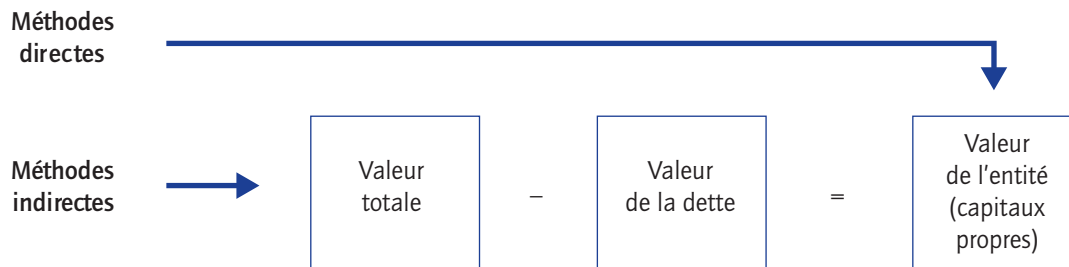 Méthodes
directes
Méthodes
indirectes
Valeur
totale
–
Valeur
de la dette
=
Valeur
de l'entité
(capitaux
propres)